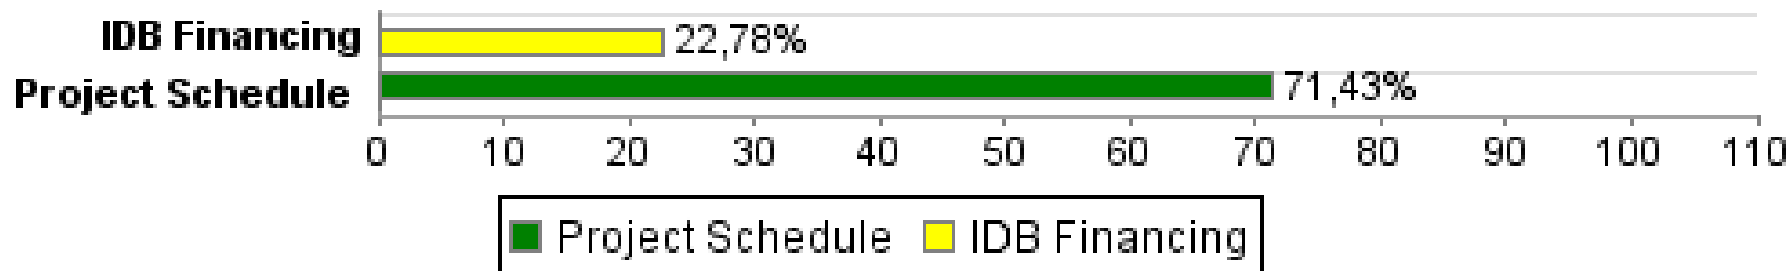 IDB Financing 22,78%
Project Schedule 71,43%
0 10 20 30 40 50 60 70 80 90 100 110
Project Schedule IDB Financing